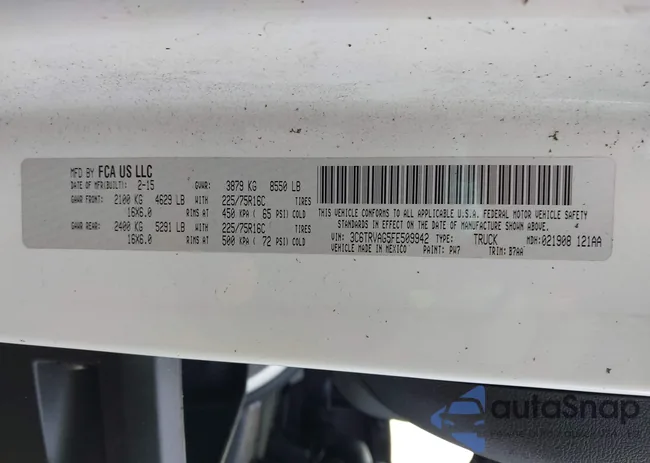 MFD BY FCA US LLC
DATE OF MFR(BUILT): 2-15 GVWR: 3879 KG 8550 LB
GAWR FRONT: 2100 KG 4629 LB WITH 225/75R16C TIRES
16X6.0 RIMS AT 450 KPA ( 65 PSI) COLD
GAWR REAR: 2400 KG 5291 LB WITH 225/75R16C TIRES
16X6.0 RIMS AT 500 KPA ( 72 PSI) COLD
THIS VEHICLE CONFORMS TO ALL APPLICABLE U.S.A. FEDERAL MOTOR VEHICLE SAFETY
STANDARDS IN EFFECT ON THE DATE OF MANUFACTURE SHOWN ABOVE.
VIN: 3C6TRVAG5FE509942 TYPE: TRUCK MDH:021908 121AA
VEHICLE MADE IN MEXICO PAINT: PW7 TRIM: B7AA
autoSnap